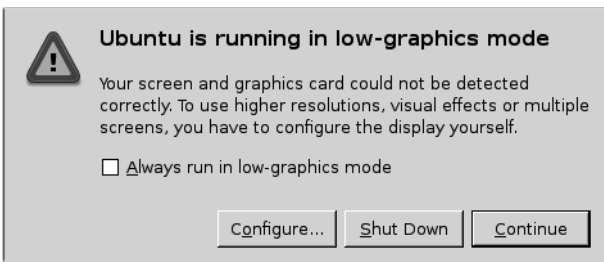 Ubuntu is running in low-graphics mode
Your screen and graphics card could not be detected
correctly. To use higher resolutions, visual effects or multiple
screens, you have to configure the display yourself.
Always run in low-graphics mode
Configure... Shut Down Continue